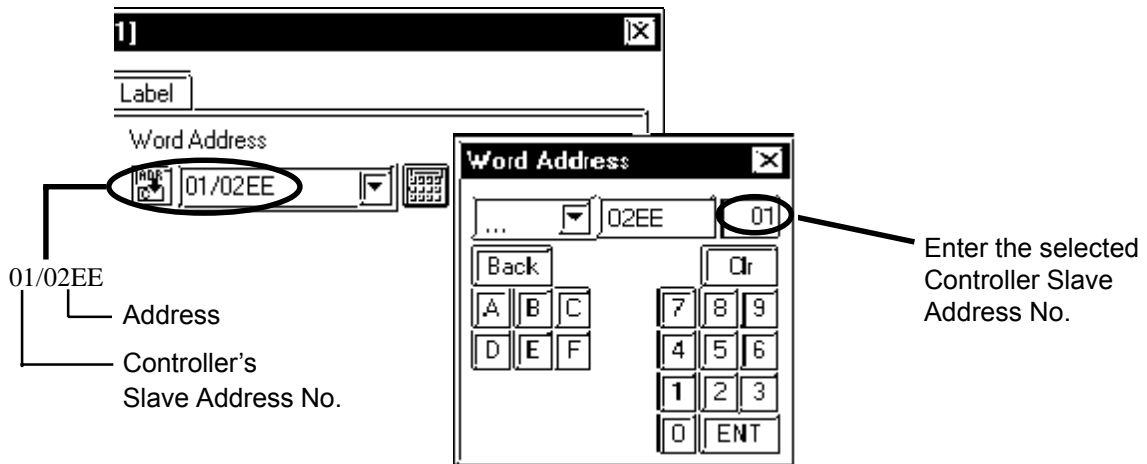 1]
Label
Word Address
01/02EE
Word Address
... 02EE 01
Back Clr
A B C 7 8 9
D E F 4 5 6
1 2 3
0 ENT
Enter the selected
Controller Slave
Address No.
01/02EE
Address
Controller's
Slave Address No.